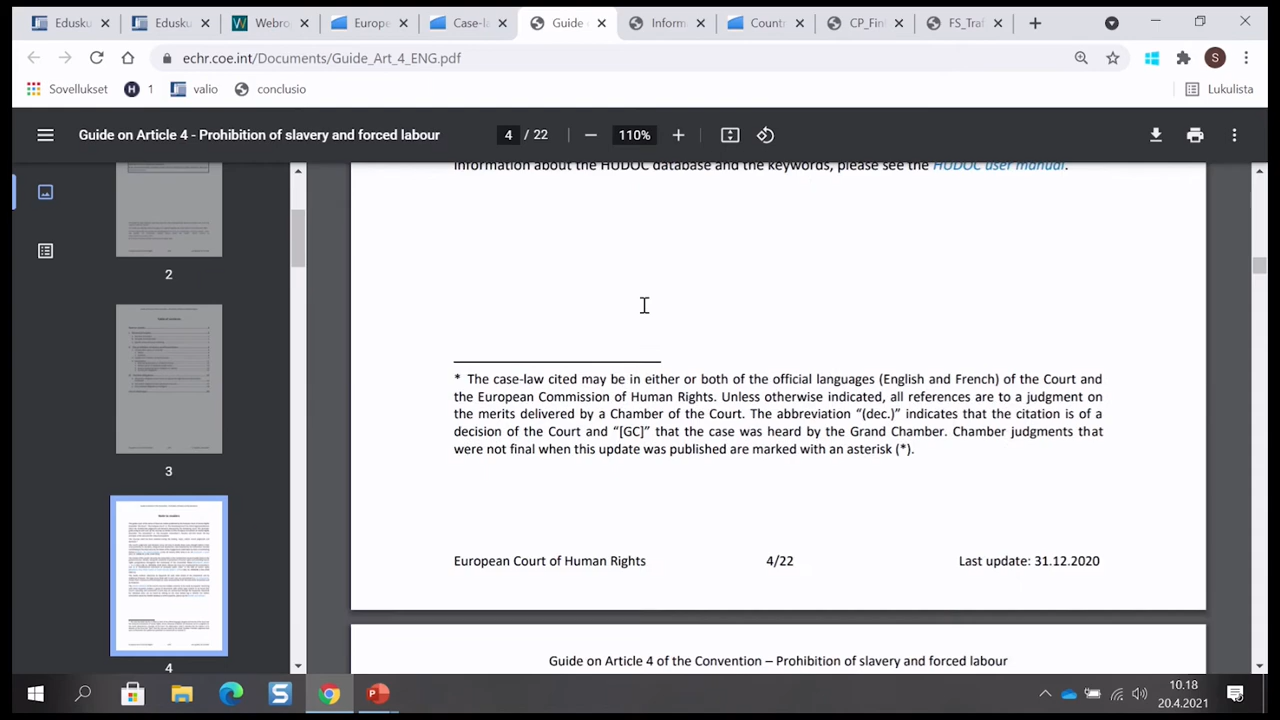 Edusku
Edusku
Webro
Europe
Case-l
Guide
Inform
Countr
CP_Finl
FS_Traf
echr.coe.int/Documents/Guide_Art_4_ENG.pdf
S
Sovellukset
H
1
valio
conclusio
Lukulista
Guide on Article 4 - Prohibition of slavery and forced labour
4 / 22
110%
information about the HUDOC database and the keywords, please see the HUDOC user manual.
2
3
4
* The case-law cited may be in either or both of the official languages (English and French) of the Court and
the European Commission of Human Rights. Unless otherwise indicated, all references are to a judgment on
the merits delivered by a Chamber of the Court. The abbreviation “(dec.)” indicates that the citation is of a
decision of the Court and “[GC]” that the case was heard by the Grand Chamber. Chamber judgments that
were not final when this update was published are marked with an asterisk (*).
European Court of Human Rights 4/22 Last update: 31.12.2020
Guide on Article 4 of the Convention – Prohibition of slavery and forced labour
10.18
20.4.2021